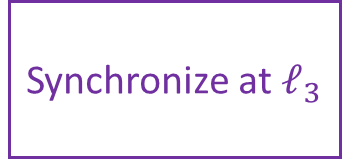 Synchronize at ℓ₃